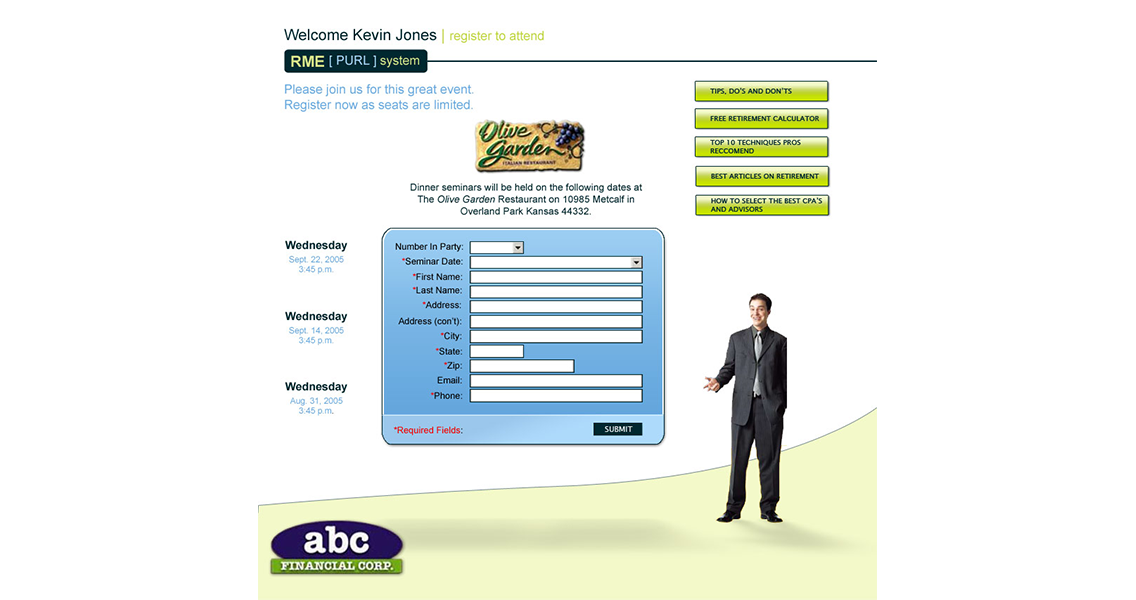 Welcome Kevin Jones | register to attend
RME [ PURL ] system
Please join us for this great event.
Register now as seats are limited.
Olive
Garden
ITALIAN RESTAURANT
Dinner seminars will be held on the following dates at
The Olive Garden Restaurant on 10985 Metcalf in
Overland Park Kansas 44332.
TIPS, DO'S AND DON'TS
FREE RETIREMENT CALCULATOR
TOP 10 TECHNIQUES PROS
RECCOMEND
BEST ARTICLES ON RETIREMENT
HOW TO SELECT THE BEST CPA'S
AND ADVISORS
Wednesday
Sept. 22, 2005
3:45 p.m.
Wednesday
Sept. 14, 2005
3:45 p.m.
Wednesday
Aug. 31, 2005
3:45 p.m.
Number In Party:
*Seminar Date:
*First Name:
*Last Name:
*Address:
Address (con't):
*City:
*State:
*Zip:
Email:
*Phone:
*Required Fields:
SUBMIT
abc
FINANCIAL CORP.